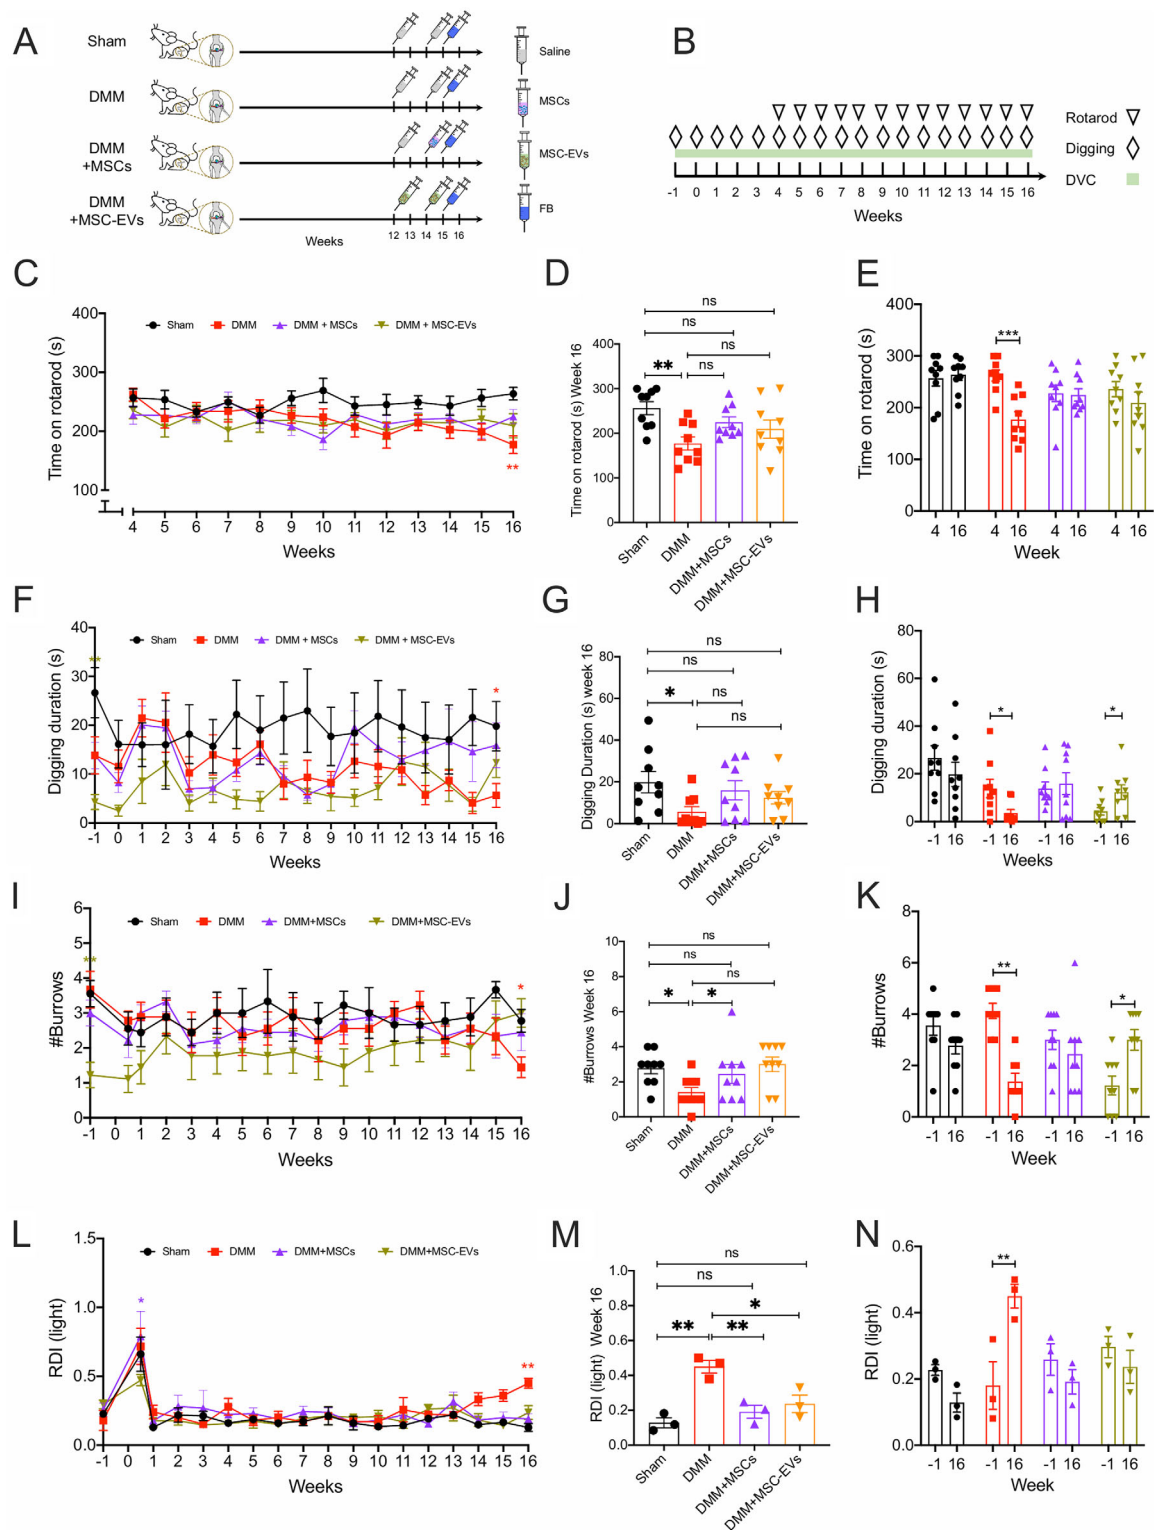 A
Sham
DMM
DMM
+MSCs
DMM
+MSC-EVs
12 13 14 15 16
Weeks
Saline
MSCs
MSC-EVs
FB
B
-1 0 1 2 3 4 5 6 7 8 9 10 11 12 13 14 15 16
Weeks
Rotarod
Digging
DVC
C
Sham DMM DMM + MSCs DMM + MSC-EVs
Time on rotarod (s)
400
300
200
100
**
4 5 6 7 8 9 10 11 12 13 14 15 16
Weeks
D
Time on rotarod (s) Week 16
400
300
200
100
0
ns
ns
ns
** ns
Sham
DMM
DMM+MSCs
DMM+MSC-EVs
E
Time on rotarod (s)
400
300
200
100
0
***
4 16 4 16 4 16 4 16
Week
F
Sham DMM DMM + MSCs DMM + MSC-EVs
Digging duration (s)
40
30
20
10
0
**
*
-1 0 1 2 3 4 5 6 7 8 9 10 11 12 13 14 15 16
Weeks
G
Digging Duration (s) week 16
80
60
40
20
0
ns
ns
* ns
ns
Sham
DMM
DMM+MSCs
DMM+MSC-EVs
H
Digging duration (s)
80
60
40
20
0
* *
-1 16 -1 16 -1 16 -1 16
Weeks
I
Sham DMM DMM+MSCs DMM+MSC-EVs
#Burrows
6
5
4
3
2
1
0
**
*
-1 0 1 2 3 4 5 6 7 8 9 10 11 12 13 14 15 16
Weeks
J
#Burrows Week 16
10
8
6
4
2
0
ns
ns
ns
* *
Sham
DMM
DMM+MSCs
DMM+MSC-EVs
K
#Burrows
8
6
4
2
0
** *
-1 16 -1 16 -1 16 -1 16
Week
L
Sham DMM DMM+MSCs DMM+MSC-EVs
RDI (light)
1.5
1.0
0.5
0.0
*
**
-1 0 1 2 3 4 5 6 7 8 9 10 11 12 13 14 15 16
Weeks
M
RDI (light) Week 16
1.0
0.8
0.6
0.4
0.2
0.0
ns
ns
*
** **
Sham
DMM
DMM+MSCs
DMM+MSC-EVs
N
RDI (light)
0.6
0.4
0.2
0.0
**
-1 16 -1 16 -1 16 -1 16
Week